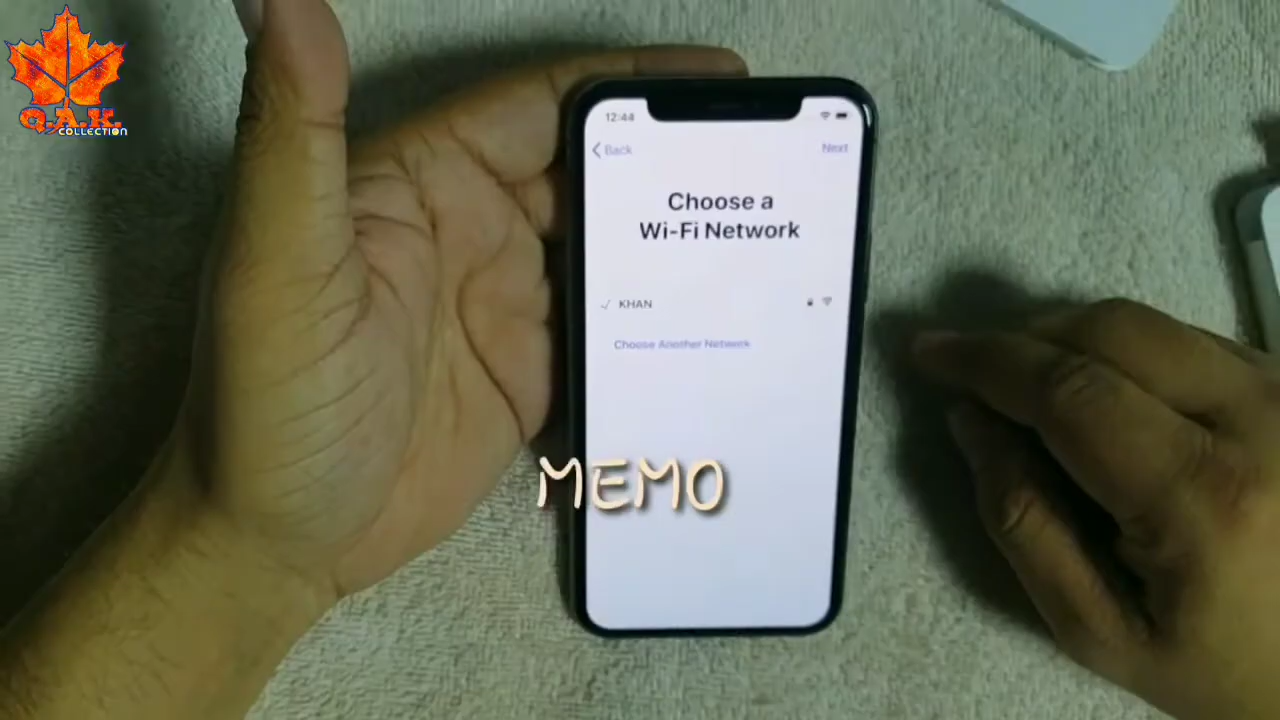 Q.A.K.
COLLECTION
12:44
Back
Next
Choose a
Wi-Fi Network
KHAN
Choose Another Network
MEMO